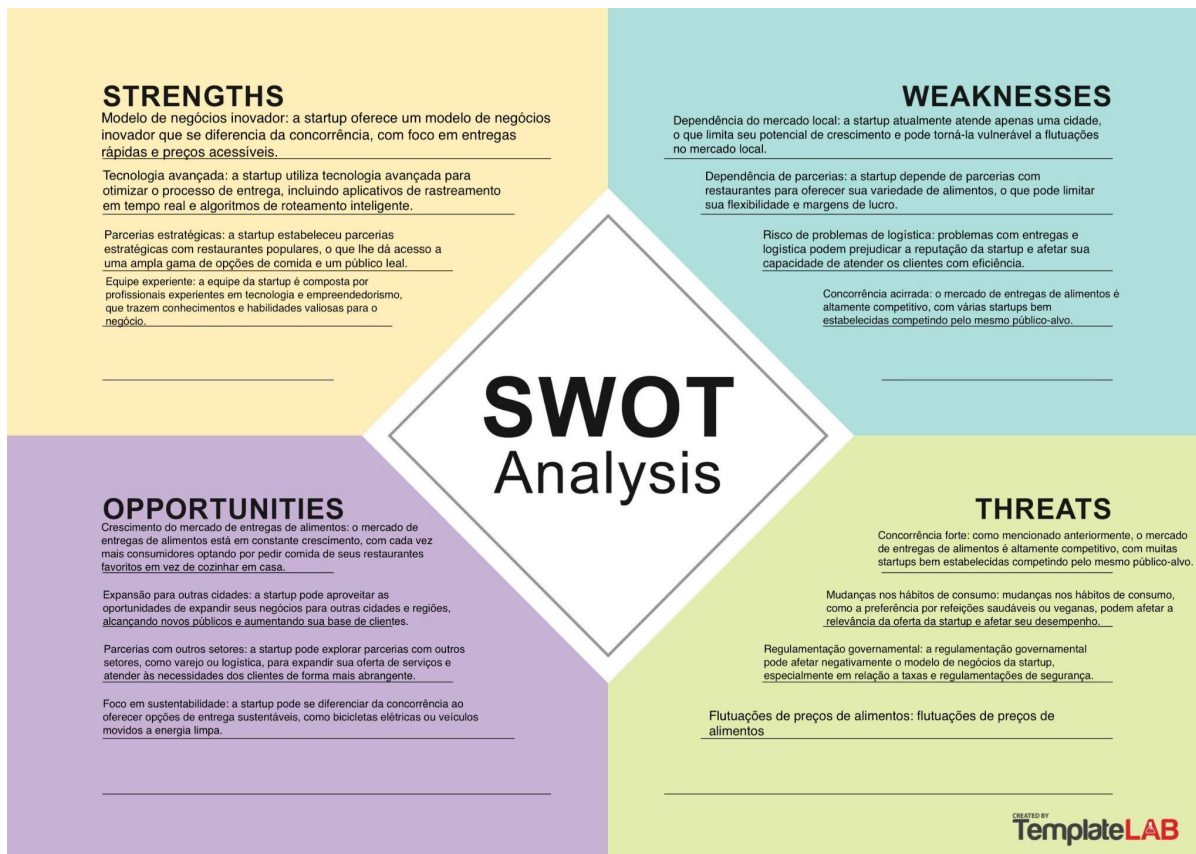 STRENGTHS
Modelo de negócios inovador: a startup oferece um modelo de negócios
inovador que se diferencia da concorrência, com foco em entregas
rápidas e preços acessíveis.
Tecnologia avançada: a startup utiliza tecnologia avançada para
otimizar o processo de entrega, incluindo aplicativos de rastreamento
em tempo real e algoritmos de roteamento inteligente.
Parcerias estratégicas: a startup estabeleceu parcerias
estratégicas com restaurantes populares, o que lhe dá acesso a
uma ampla gama de opções de comida e um público leal.
Equipe experiente: a equipe da startup é composta por
profissionais experientes em tecnologia e empreendedorismo,
que trazem conhecimentos e habilidades valiosas para o
negócio.
WEAKNESSES
Dependência do mercado local: a startup atualmente atende apenas uma cidade,
o que limita seu potencial de crescimento e pode torná-la vulnerável a flutuações
no mercado local.
Dependência de parcerias: a startup depende de parcerias com
restaurantes para oferecer sua variedade de alimentos, o que pode limitar
sua flexibilidade e margens de lucro.
Risco de problemas de logística: problemas com entregas e
logística podem prejudicar a reputação da startup e afetar sua
capacidade de atender os clientes com eficiência.
Concorrência acirrada: o mercado de entregas de alimentos é
altamente competitivo, com várias startups bem
estabelecidas competindo pelo mesmo público-alvo.
SWOT
Analysis
OPPORTUNITIES
Crescimento do mercado de entregas de alimentos: o mercado de
entregas de alimentos está em constante crescimento, com cada vez
mais consumidores optando por pedir comida de seus restaurantes
favoritos em vez de cozinhar em casa.
Expansão para outras cidades: a startup pode aproveitar as
oportunidades de expandir seus negócios para outras cidades e regiões,
alcançando novos públicos e aumentando sua base de clientes.
Parcerias com outros setores: a startup pode explorar parcerias com outros
setores, como varejo ou logística, para expandir sua oferta de serviços e
atender às necessidades dos clientes de forma mais abrangente.
Foco em sustentabilidade: a startup pode se diferenciar da concorrência ao
oferecer opções de entrega sustentáveis, como bicicletas elétricas ou veículos
movidos a energia limpa.
THREATS
Concorrência forte: como mencionado anteriormente, o mercado
de entregas de alimentos é altamente competitivo, com muitas
startups bem estabelecidas competindo pelo mesmo público-alvo.
Mudanças nos hábitos de consumo: mudanças nos hábitos de consumo,
como a preferência por refeições saudáveis ou veganas, podem afetar a
relevância da oferta da startup e afetar seu desempenho.
Regulamentação governamental: a regulamentação governamental
pode afetar negativamente o modelo de negócios da startup,
especialmente em relação a taxas e regulamentações de segurança.
Flutuações de preços de alimentos: flutuações de preços de
alimentos
CREATED BY
TemplateLAB